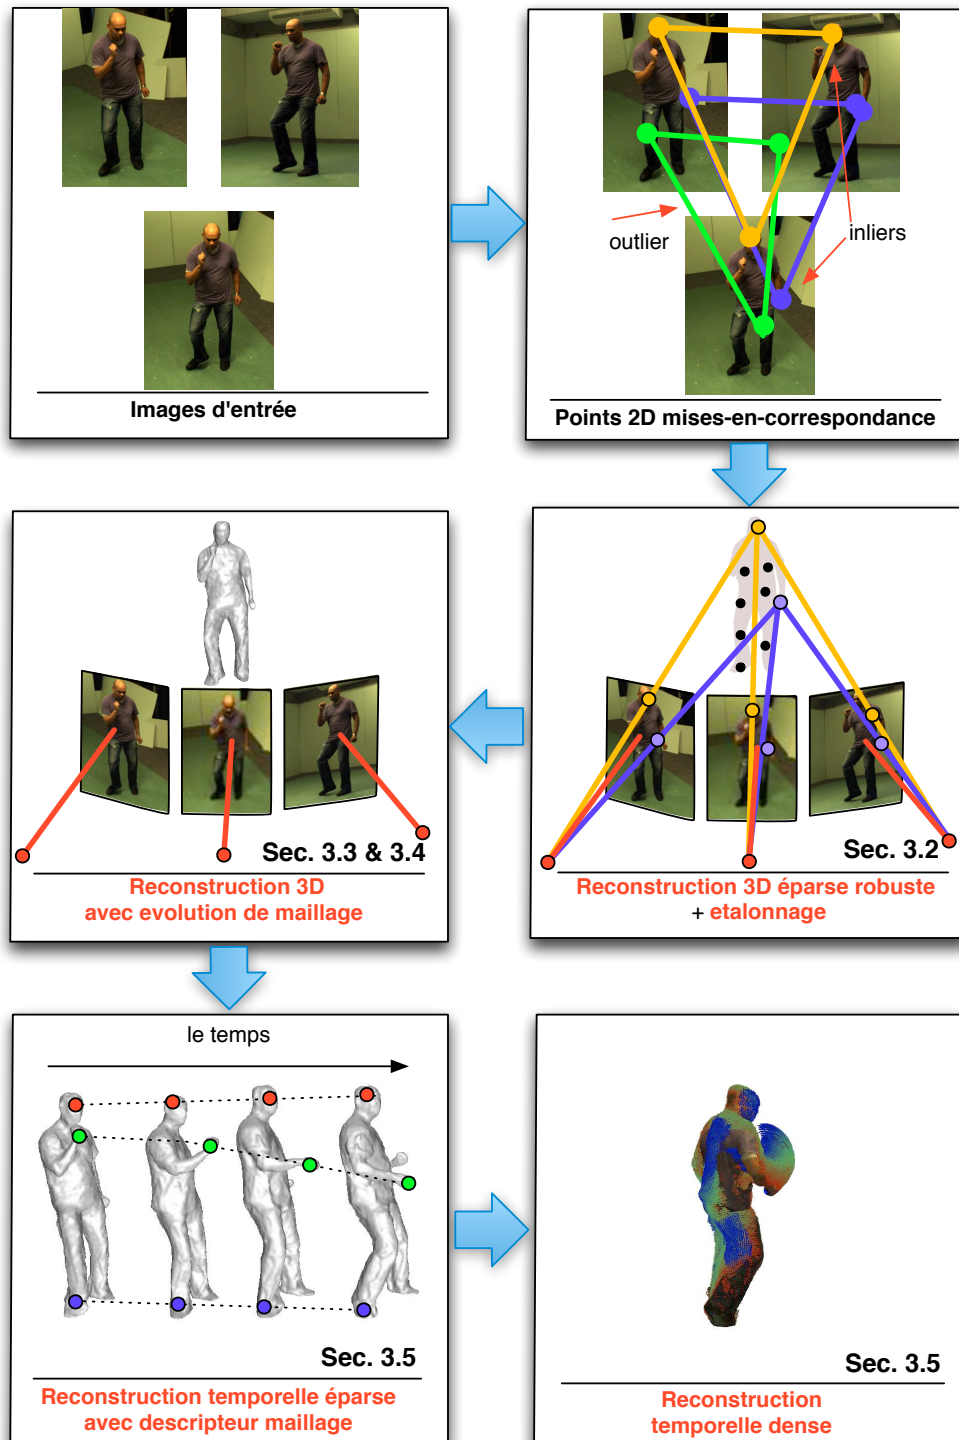 Images d'entrée
outlier
inliers
Points 2D mises-en-correspondance
Sec. 3.2
Reconstruction 3D éparse robuste
+ etalonnage
Sec. 3.3 & 3.4
Reconstruction 3D
avec evolution de maillage
le temps
Sec. 3.5
Reconstruction temporelle éparse
avec descripteur maillage
Sec. 3.5
Reconstruction
temporelle dense